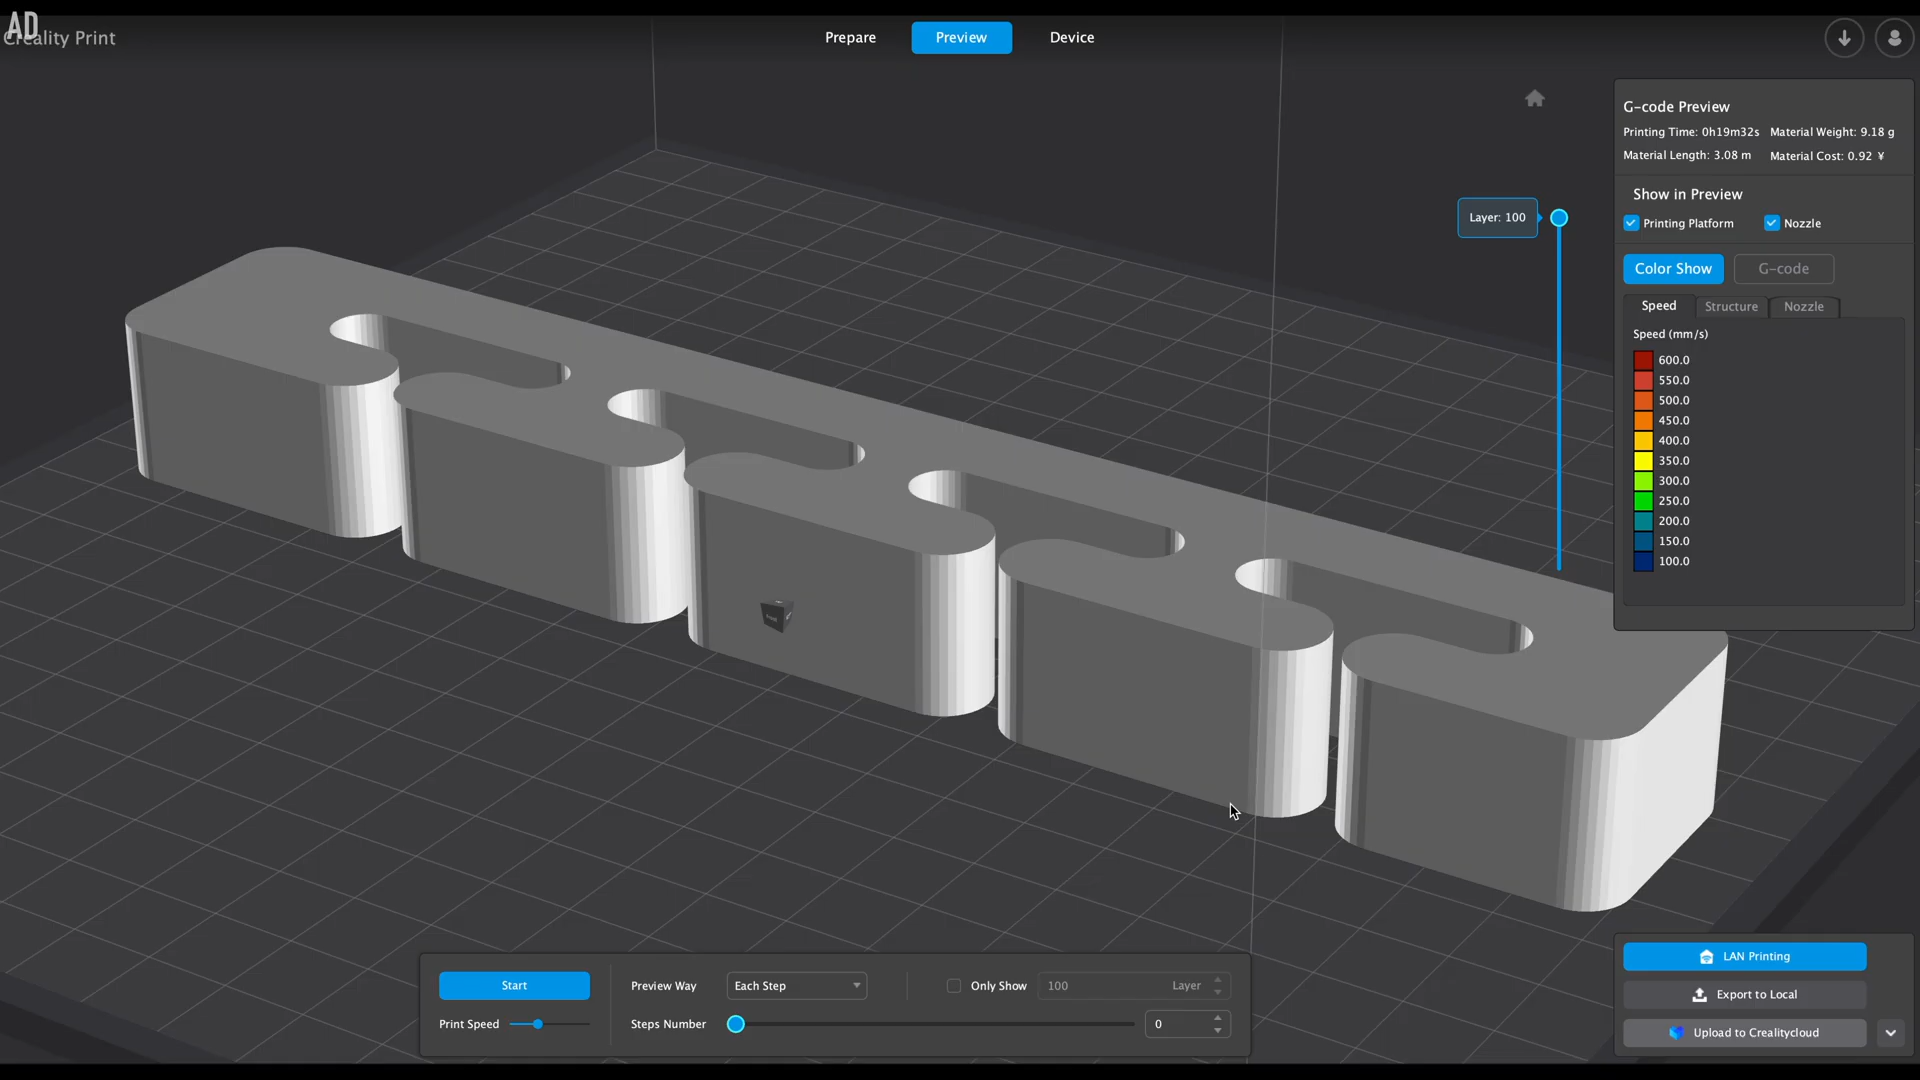 AD
Creality Print
Prepare
Preview
Device
G-code Preview
Printing Time: 0h19m32s Material Weight: 9.18 g
Material Length: 3.08 m Material Cost: 0.92 ¥
Show in Preview
Printing Platform
Nozzle
Layer: 100
Color Show
G-code
Speed
Structure
Nozzle
Speed (mm/s)
600.0
550.0
500.0
450.0
400.0
350.0
300.0
250.0
200.0
150.0
100.0
Start
Preview Way
Each Step
Only Show
100
Layer
Print Speed
Steps Number
0
LAN Printing
Export to Local
Upload to Crealitycloud